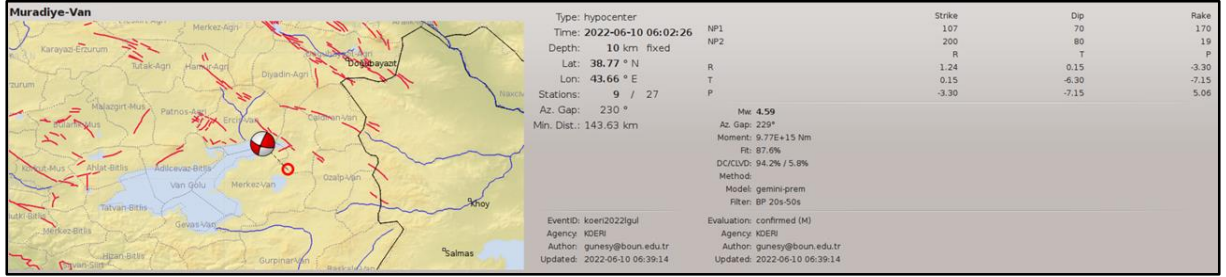 Muradiye-Van
Merkez-Agri
Karayaz-Erzurum
Dogubayazıt
Tutak-Agri Hamur-Agri
Diyadin-Agri
Malazgirt-Mus
Patnos-Agri
Bulanik-Mus
Caldiran-Van
Ahlat-Bitlis
Adilcevaz-Bitlis
Ozalp-Van
Van Golu
Merkez-Van
Tatvan-Bitlis
Khoy
Merkez-Bitlis
Gevas-Van
Salmas
Hizan-Bitlis
Gurpinar-Van
Type: hypocenter
Time: 2022-06-10 06:02:26
Depth: 10 km fixed
Lat: 38.77 ° N
Lon: 43.66 ° E
Stations: 9 / 27
Az. Gap: 230 °
Min. Dist.: 143.63 km
EventID: koeri2022lgul
Agency: KOERI
Author: gunesy@boun.edu.tr
Updated: 2022-06-10 06:39:14
Strike Dip Rake
NP1 107 70 170
NP2 200 80 19
R T P
R 1.24 0.15 -3.30
T 0.15 -6.30 -7.15
P -3.30 -7.15 5.06
Mw: 4.59
Az. Gap: 229°
Moment: 9.77E+15 Nm
Fit: 87.6%
DC/CLVD: 94.2% / 5.8%
Method:
Model: gemini-prem
Filter: BP 20s-50s
Evaluation: confirmed (M)
Agency: KOERI
Author: gunesy@boun.edu.tr
Updated: 2022-06-10 06:39:14